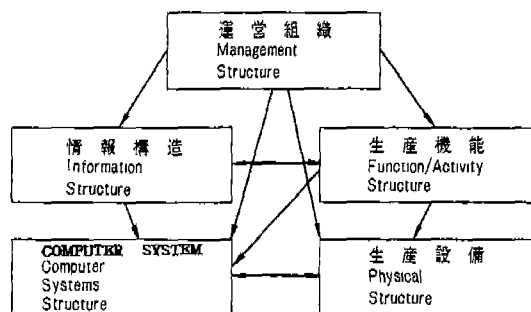 運営組織
Management
Structure
情報構造
Information
Structure
生産機能
Function/Activity
Structure
COMPUTER SYSTEM
Computer
Systems
Structure
生産設備
Physical
Structure